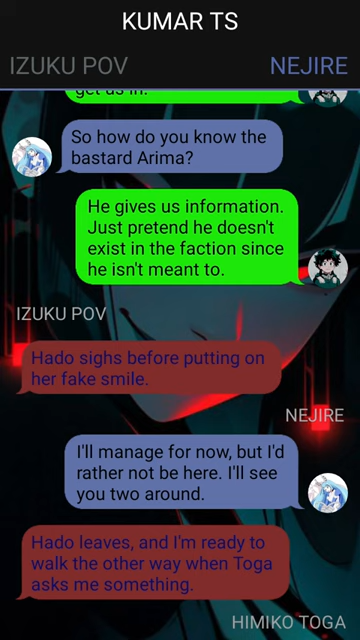 KUMAR TS
IZUKU POV
NEJIRE
get us in.
So how do you know the
bastard Arima?
He gives us information.
Just pretend he doesn't
exist in the faction since
he isn't meant to.
IZUKU POV
Hado sighs before putting on
her fake smile.
NEJIRE
I'll manage for now, but I'd
rather not be here. I'll see
you two around.
Hado leaves, and I'm ready to
walk the other way when Toga
asks me something.
HIMIKO TOGA